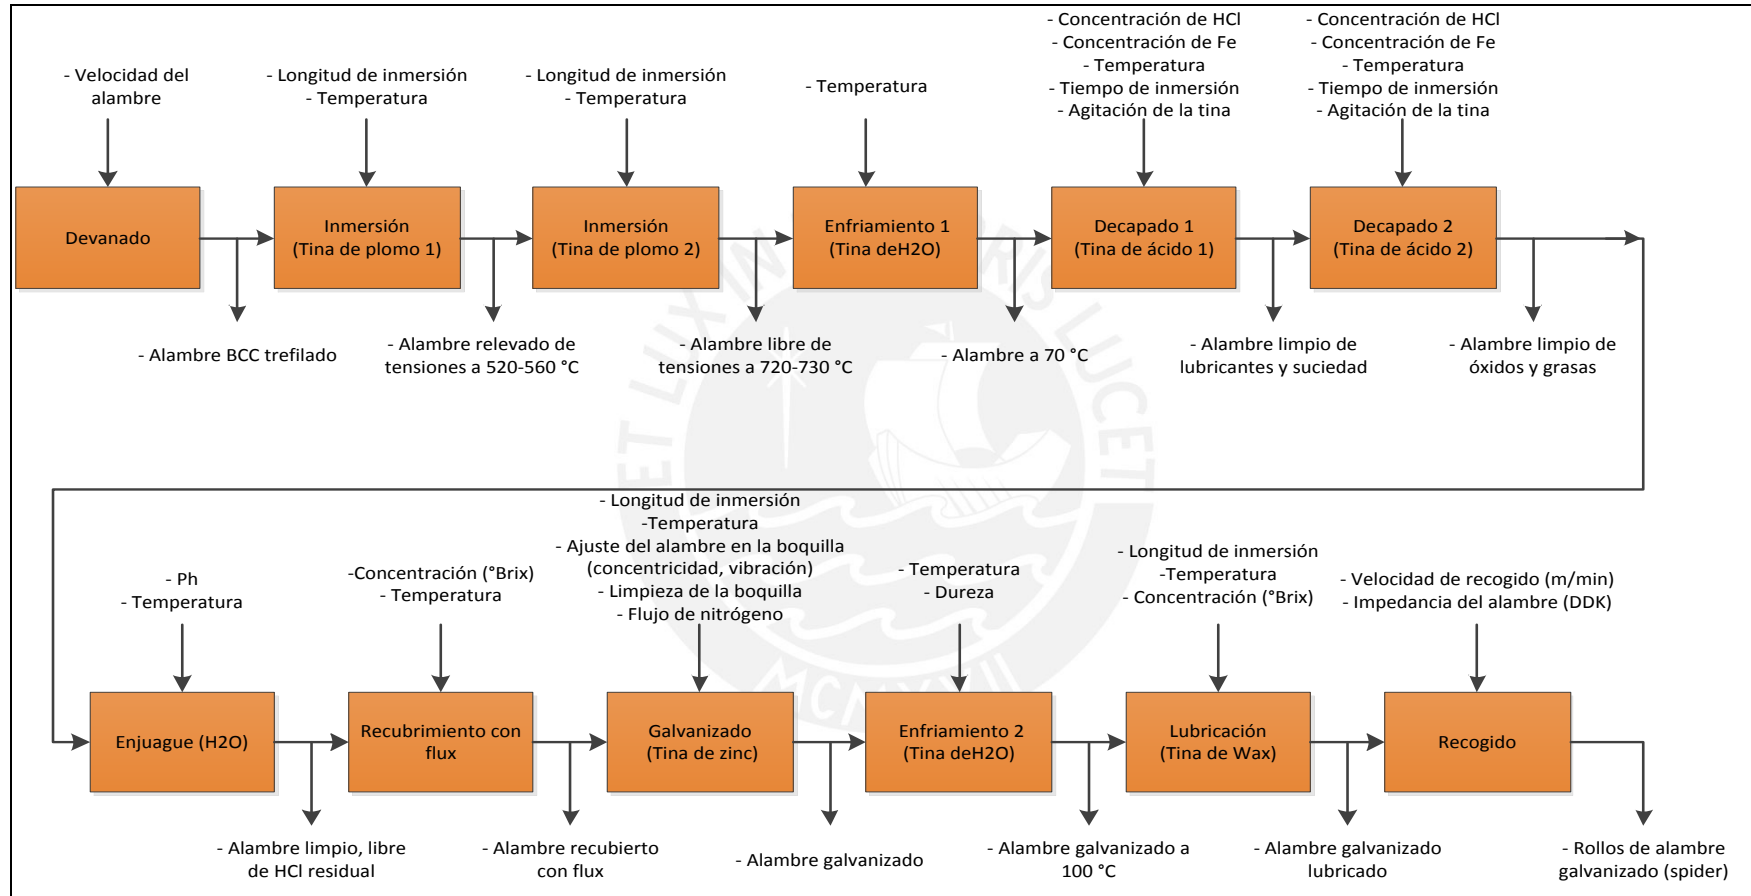 - Velocidad del
alambre
- Longitud de inmersión
- Temperatura
- Longitud de inmersión
- Temperatura
- Temperatura
- Concentración de HCl
- Concentración de Fe
- Temperatura
- Tiempo de inmersión
- Agitación de la tina
- Concentración de HCl
- Concentración de Fe
- Temperatura
- Tiempo de inmersión
- Agitación de la tina
Devanado
Inmersión
(Tina de plomo 1)
Inmersión
(Tina de plomo 2)
Enfriamiento 1
(Tina deH2O)
Decapado 1
(Tina de ácido 1)
Decapado 2
(Tina de ácido 2)
- Alambre BCC trefilado
- Alambre relevado de
tensiones a 520-560 °C
- Alambre libre de
tensiones a 720-730 °C
- Alambre a 70 °C
- Alambre limpio de
lubricantes y suciedad
- Alambre limpio de
óxidos y grasas
- Ph
- Temperatura
-Concentración (°Brix)
- Temperatura
- Longitud de inmersión
-Temperatura
- Ajuste del alambre en la boquilla
(concentricidad, vibración)
- Limpieza de la boquilla
- Flujo de nitrógeno
- Temperatura
- Dureza
- Longitud de inmersión
-Temperatura
- Concentración (°Brix)
- Velocidad de recogido (m/min)
- Impedancia del alambre (DDK)
Enjuague (H2O)
Recubrimiento con
flux
Galvanizado
(Tina de zinc)
Enfriamiento 2
(Tina deH2O)
Lubricación
(Tina de Wax)
Recogido
- Alambre limpio, libre
de HCl residual
- Alambre recubierto
con flux
- Alambre galvanizado
- Alambre galvanizado a
100 °C
- Alambre galvanizado
lubricado
- Rollos de alambre
galvanizado (spider)